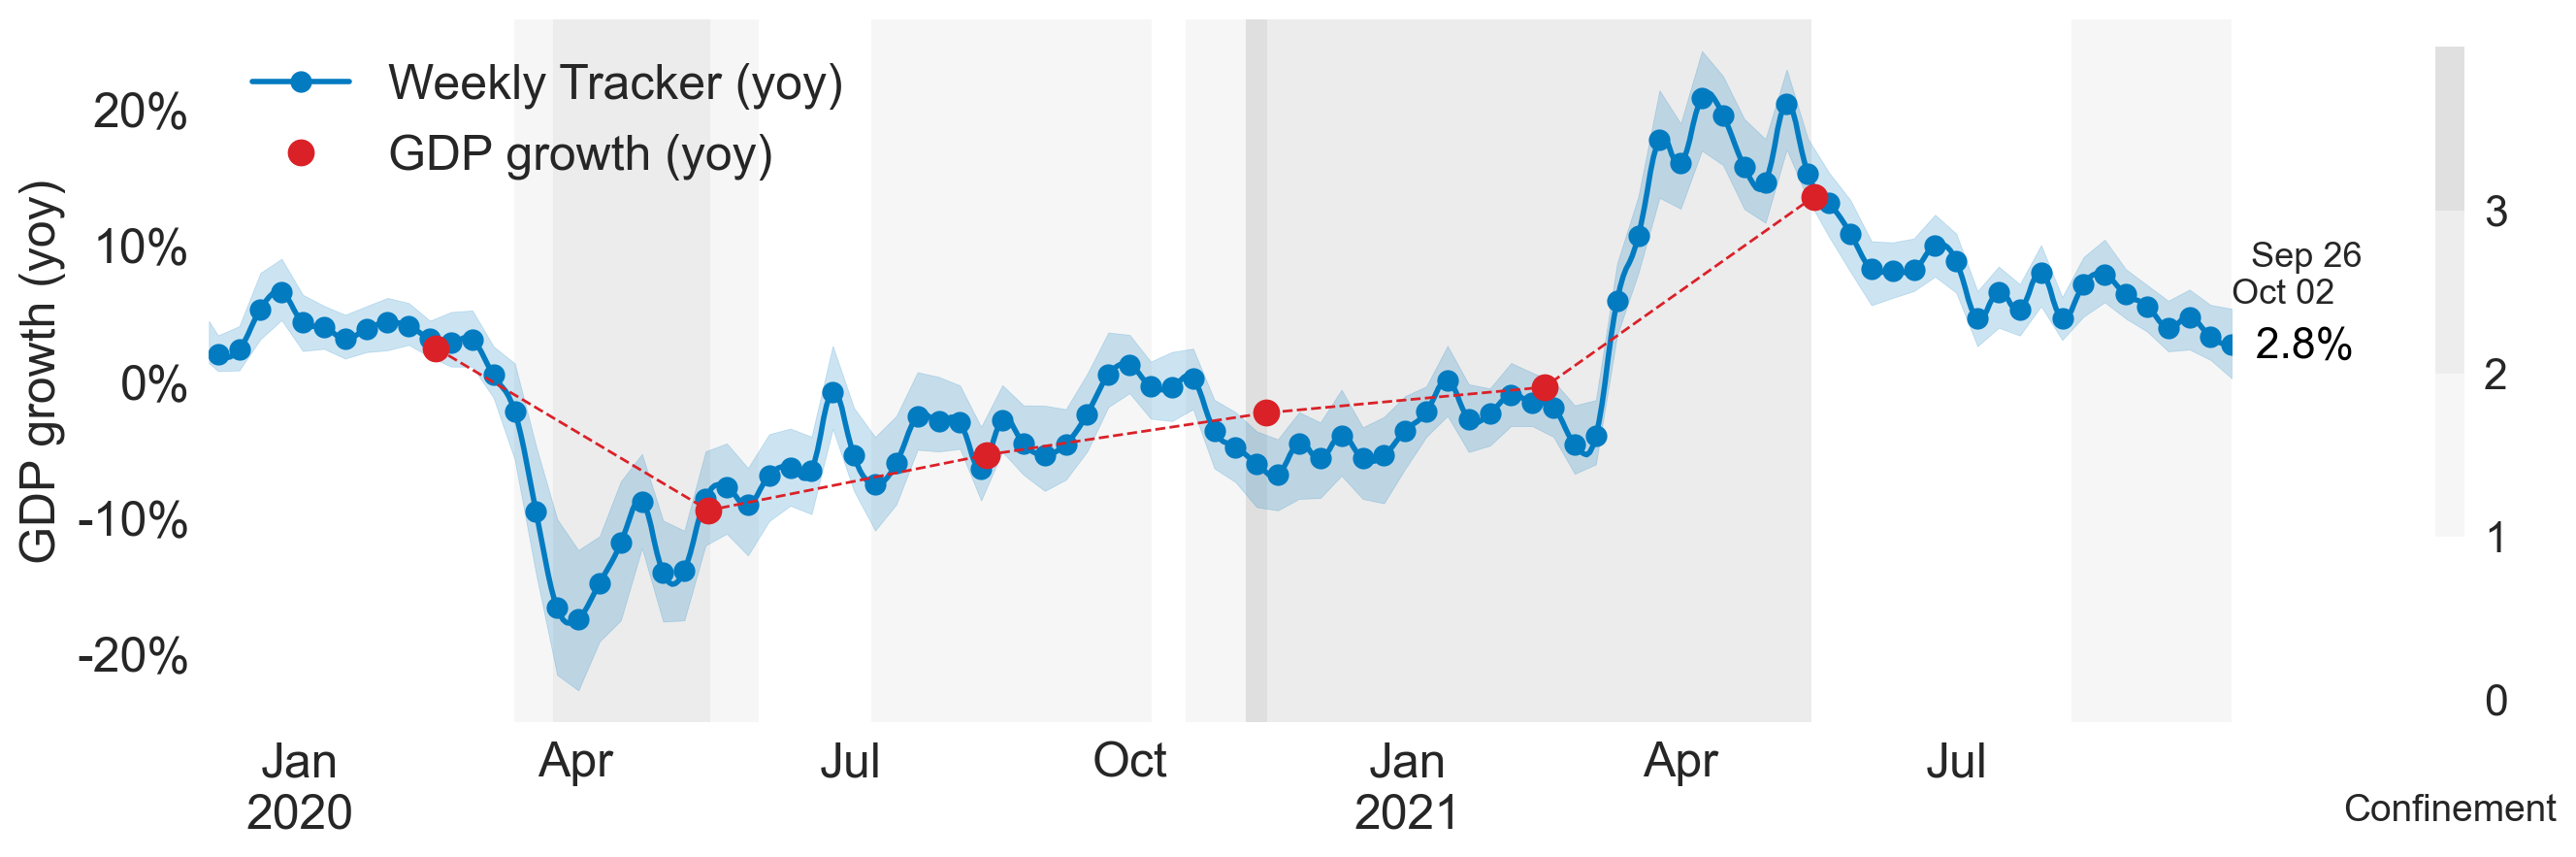 Weekly Tracker (yoy)
GDP growth (yoy)
GDP growth (yoy)
20%
10%
0%
-10%
-20%
Sep 26
Oct 02
2.8%
3
2
1
0
Jan Apr Jul Oct Jan Apr Jul
2020 2021
Confinement